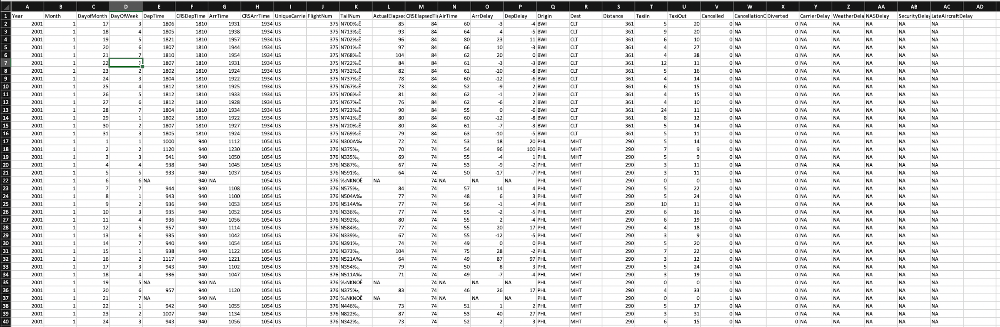 A B C D E F G H I J K L M N O P Q R S T U V W X Y Z AA AB AC AD
1 Year Month DayofMonth DayOfWeek DepTime CRSDepTime ArrTime CRSArrTime UniqueCarrie FlightNum TailNum ActualElapsed CRSElapsedTi AirTime ArrDelay DepDelay Origin Dest Distance TaxiIn TaxiOut Cancelled CancellationC Diverted CarrierDelay WeatherDela NASDelay SecurityDelay LateAircraftDelay
2 2001 1 17 3 1806 1810 1931 1934 US 375 N700‰Ê 85 84 60 -3 -4 BWI CLT 361 5 20 0 NA 0 NA NA NA NA NA
3 2001 1 18 4 1805 1810 1938 1934 US 375 N713‰Ê 93 84 64 4 -5 BWI CLT 361 9 20 0 NA 0 NA NA NA NA NA
4 2001 1 19 5 1821 1810 1957 1934 US 375 N702‰Ê 96 84 80 23 11 BWI CLT 361 6 10 0 NA 0 NA NA NA NA NA
5 2001 1 20 6 1807 1810 1944 1934 US 375 N701‰Ê 97 84 66 10 -3 BWI CLT 361 4 27 0 NA 0 NA NA NA NA NA
6 2001 1 21 7 1810 1810 1954 1934 US 375 N768‰Ê 104 84 62 20 0 BWI CLT 361 4 38 0 NA 0 NA NA NA NA NA
7 2001 1 22 1 1807 1810 1931 1934 US 375 N722‰Ê 84 84 61 -3 -3 BWI CLT 361 12 11 0 NA 0 NA NA NA NA NA
8 2001 1 23 2 1802 1810 1924 1934 US 375 N732‰Ê 82 84 61 -10 -8 BWI CLT 361 5 16 0 NA 0 NA NA NA NA NA
9 2001 1 24 3 1804 1810 1922 1934 US 375 N737‰Ê 78 84 60 -12 -6 BWI CLT 361 4 14 0 NA 0 NA NA NA NA NA
10 2001 1 25 4 1812 1810 1925 1934 US 375 N767‰Ê 73 84 52 -9 2 BWI CLT 361 6 15 0 NA 0 NA NA NA NA NA
11 2001 1 26 5 1812 1810 1933 1934 US 375 N706‰Ê 81 84 62 -1 2 BWI CLT 361 4 15 0 NA 0 NA NA NA NA NA
12 2001 1 27 6 1812 1810 1928 1934 US 375 N767‰Ê 76 84 62 -6 2 BWI CLT 361 4 10 0 NA 0 NA NA NA NA NA
13 2001 1 28 7 1804 1810 1934 1934 US 375 N723‰Ê 90 84 55 0 -6 BWI CLT 361 24 11 0 NA 0 NA NA NA NA NA
14 2001 1 29 1 1802 1810 1922 1934 US 375 N741‰Ê 80 84 60 -12 -8 BWI CLT 361 8 12 0 NA 0 NA NA NA NA NA
15 2001 1 30 2 1807 1810 1927 1934 US 375 N720‰Ê 80 84 61 -7 -3 BWI CLT 361 5 14 0 NA 0 NA NA NA NA NA
16 2001 1 31 3 1805 1810 1924 1934 US 375 N769‰Ê 79 84 63 -10 -5 BWI CLT 361 5 11 0 NA 0 NA NA NA NA NA
17 2001 1 1 1 1000 940 1112 1054 US 376 N300A‰ 72 74 53 18 20 PHL MHT 290 5 14 0 NA 0 NA NA NA NA NA
18 2001 1 2 2 1120 940 1230 1054 US 376 N375‰, 70 74 54 96 100 PHL MHT 290 7 9 0 NA 0 NA NA NA NA NA
19 2001 1 3 3 941 940 1050 1054 US 376 N335‰, 69 74 55 -4 1 PHL MHT 290 5 9 0 NA 0 NA NA NA NA NA
20 2001 1 4 4 938 940 1045 1054 US 376 N387‰, 67 74 53 -9 -2 PHL MHT 290 3 11 0 NA 0 NA NA NA NA NA
21 2001 1 5 5 933 940 1037 1054 US 376 N591‰, 64 74 50 -17 -7 PHL MHT 290 3 11 0 NA 0 NA NA NA NA NA
22 2001 1 6 6 NA 940 NA 1054 US 376 ‰NKNOÊ NA 74 NA NA NA PHL MHT 290 0 0 1 NA 0 NA NA NA NA NA
23 2001 1 7 7 944 940 1108 1054 US 376 N575‰, 84 74 57 14 4 PHL MHT 290 5 22 0 NA 0 NA NA NA NA NA
24 2001 1 8 1 943 940 1100 1054 US 376 N504A‰ 77 74 48 6 3 PHL MHT 290 5 24 0 NA 0 NA NA NA NA NA
25 2001 1 9 2 936 940 1053 1054 US 376 N514A‰ 77 74 56 -1 -4 PHL MHT 290 10 11 0 NA 0 NA NA NA NA NA
26 2001 1 10 3 935 940 1052 1054 US 376 N336‰, 77 74 55 -2 -5 PHL MHT 290 6 16 0 NA 0 NA NA NA NA NA
27 2001 1 11 4 936 940 1056 1054 US 376 N392‰, 80 74 55 2 -4 PHL MHT 290 6 19 0 NA 0 NA NA NA NA NA
28 2001 1 12 5 957 940 1114 1054 US 376 N584‰, 77 74 55 20 17 PHL MHT 290 4 18 0 NA 0 NA NA NA NA NA
29 2001 1 13 6 935 940 1042 1054 US 376 N339‰, 67 74 55 -12 -5 PHL MHT 290 3 9 0 NA 0 NA NA NA NA NA
30 2001 1 14 7 940 940 1054 1054 US 376 N391‰, 74 74 49 0 0 PHL MHT 290 5 20 0 NA 0 NA NA NA NA NA
31 2001 1 15 1 938 940 1122 1054 US 376 N373‰, 104 74 75 28 -2 PHL MHT 290 7 22 0 NA 0 NA NA NA NA NA
32 2001 1 16 2 1117 940 1221 1054 US 376 N521A‰ 64 74 49 87 97 PHL MHT 290 3 12 0 NA 0 NA NA NA NA NA
33 2001 1 17 3 943 940 1102 1054 US 376 N354‰, 79 74 50 8 3 PHL MHT 290 5 24 0 NA 0 NA NA NA NA NA
34 2001 1 18 4 936 940 1047 1054 US 376 N511A‰ 71 74 49 -7 -4 PHL MHT 290 3 19 0 NA 0 NA NA NA NA NA
35 2001 1 19 5 NA 940 NA 1054 US 376 ‰NKNOÊ NA 74 NA NA NA PHL MHT 290 0 0 1 NA 0 NA NA NA NA NA
36 2001 1 20 6 957 940 1120 1054 US 376 N375‰, 83 74 46 26 17 PHL MHT 290 4 33 0 NA 0 NA NA NA NA NA
37 2001 1 21 7 NA 940 NA 1054 US 376 ‰NKNOÊ NA 74 NA NA NA PHL MHT 290 0 0 1 NA 0 NA NA NA NA NA
38 2001 1 22 1 942 940 1055 1054 US 376 N446‰, 73 74 51 1 2 PHL MHT 290 5 17 0 NA 0 NA NA NA NA NA
39 2001 1 23 2 1007 940 1134 1054 US 376 N822‰, 87 74 53 40 27 PHL MHT 290 3 31 0 NA 0 NA NA NA NA NA
40 2001 1 24 3 943 940 1056 1054 US 376 N342‰, 73 74 52 2 3 PHL MHT 290 6 15 0 NA 0 NA NA NA NA NA